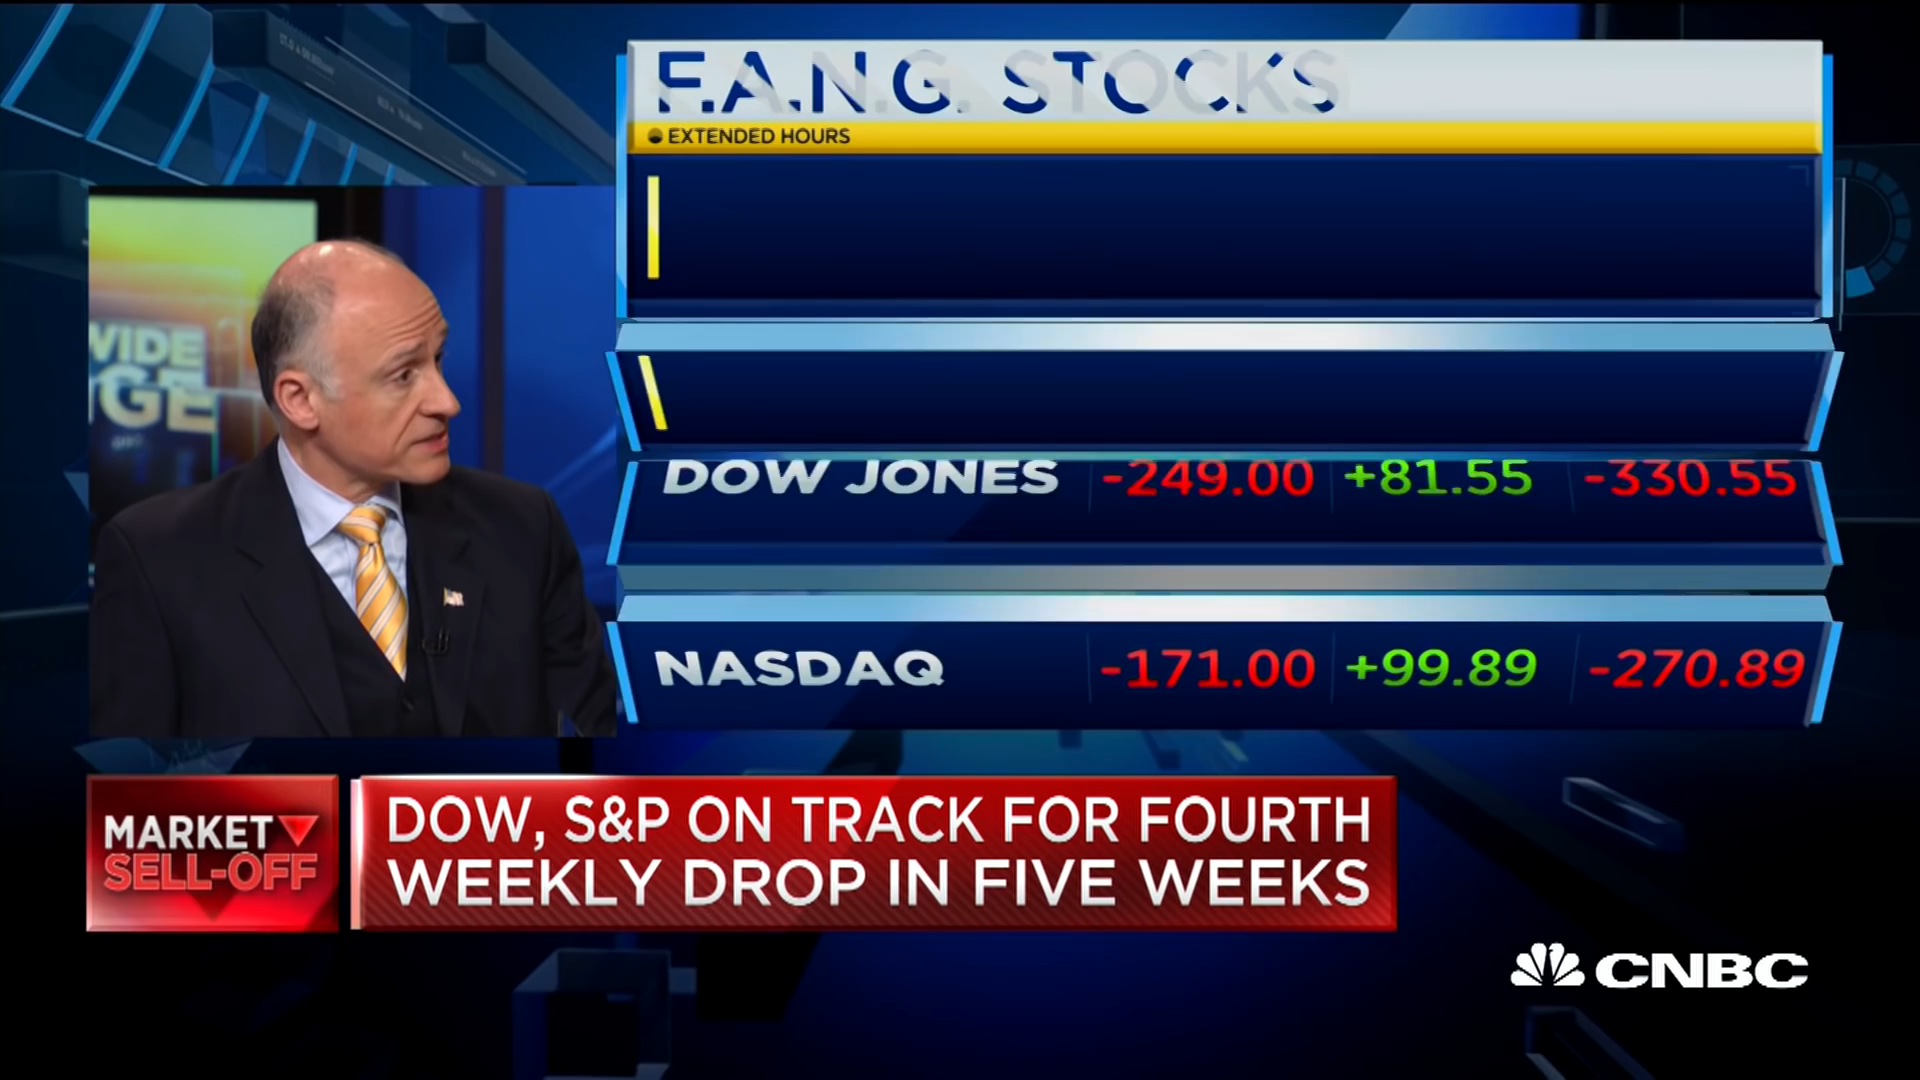 F.A.N.G. STOCKS
EXTENDED HOURS
DOW JONES -249.00 +81.55 -330.55
NASDAQ -171.00 +99.89 -270.89
MARKET
SELL-OFF
DOW, S&P ON TRACK FOR FOURTH
WEEKLY DROP IN FIVE WEEKS
CNBC